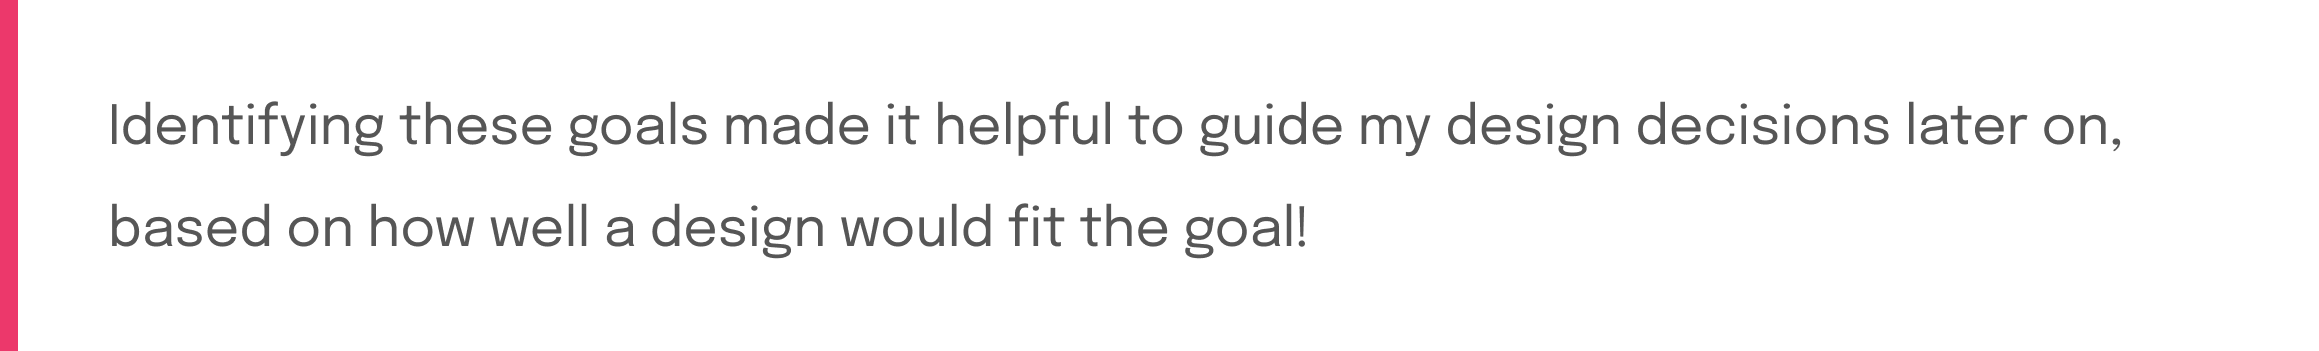 Identifying these goals made it helpful to guide my design decisions later on,
based on how well a design would fit the goal!